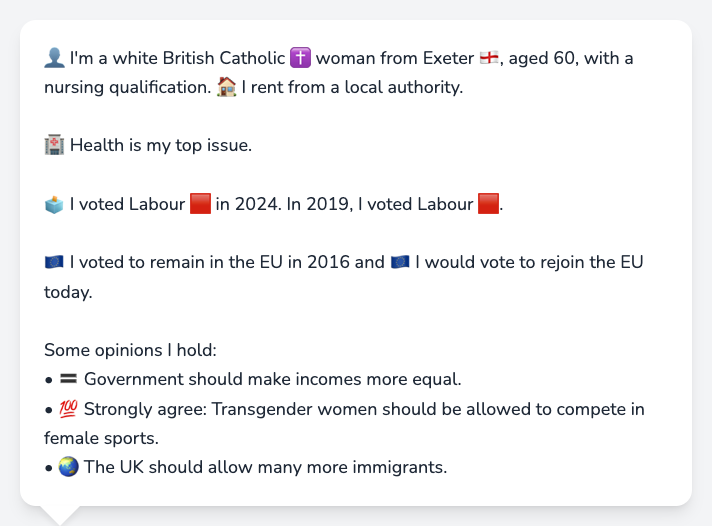 👤 I'm a white British Catholic ✝️ woman from Exeter 🏴󠁧󠁢󠁥󠁮󠁧󠁿, aged 60, with a
nursing qualification. 🏠 I rent from a local authority.
🏥 Health is my top issue.
🗳️ I voted Labour 🟥 in 2024. In 2019, I voted Labour 🟥.
🇪🇺 I voted to remain in the EU in 2016 and 🇪🇺 I would vote to rejoin the EU
today.
Some opinions I hold:
• 🟰 Government should make incomes more equal.
• 💯 Strongly agree: Transgender women should be allowed to compete in
female sports.
• 🌏 The UK should allow many more immigrants.